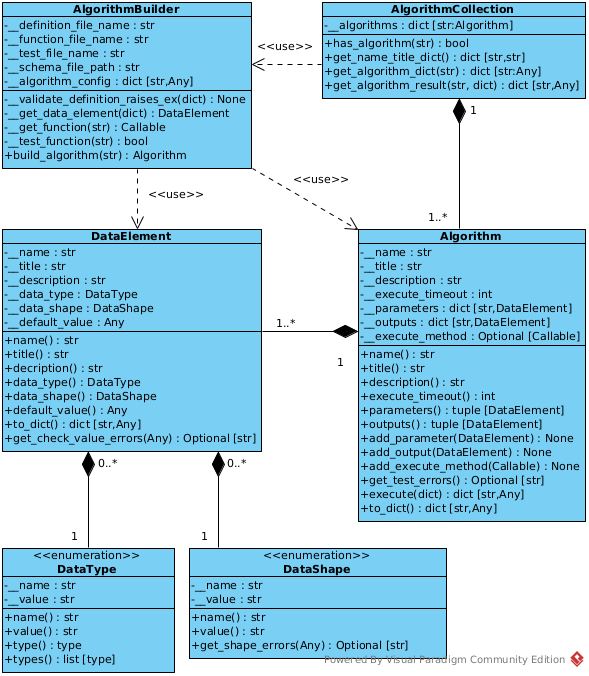 AlgorithmBuilder
-__definition_file_name : str
-__function_file_name : str
-__test_file_name : str
-__schema_file_path : str
-__algorithm_config : dict [str,Any]
-__validate_definition_raises_ex(dict) : None
-__get_data_element(dict) : DataElement
-__get_function(str) : Callable
-__test_function(str) : bool
+build_algorithm(str) : Algorithm
<<use>>
AlgorithmCollection
-__algorithms : dict [str:Algorithm]
+has_algorithm(str) : bool
+get_name_title_dict() : dict [str,str]
+get_algorithm_dict(str) : dict [str:Any]
+get_algorithm_result(str, dict) : dict [str,Any]
1
1..*
<<use>>
<<use>>
DataElement
-__name : str
-__title : str
-__description : str
-__data_type : DataType
-__data_shape : DataShape
-__default_value : Any
+name() : str
+title() : str
+decription() : str
+data_type() : DataType
+data_shape() : DataShape
+default_value() : Any
+to_dict() : dict [str,Any]
+get_check_value_errors(Any) : Optional [str]
1..*
1
Algorithm
-__name : str
-__title : str
-__description : str
-__execute_timeout : int
-__parameters : dict [str,DataElement]
-__outputs : dict [str,DataElement]
-__execute_method : Optional [Callable]
+name() : str
+title() : str
+description() : str
+execute_timeout() : int
+parameters() : tuple [DataElement]
+outputs() : tuple [DataElement]
+add_parameter(DataElement) : None
+add_output(DataElement) : None
+add_execute_method(Callable) : None
+get_test_errors() : Optional [str]
+execute(dict) : dict [str,Any]
+to_dict() : dict [str,Any]
0..*
0..*
1
1
<<enumeration>>
DataType
-__name : str
-__value : str
+name() : str
+value() : str
+type() : type
+types() : list [type]
<<enumeration>>
DataShape
-__name : str
-__value : str
+name() : str
+value() : str
+get_shape_errors(Any) : Optional [str]
Powered By Visual Paradigm Community Edition